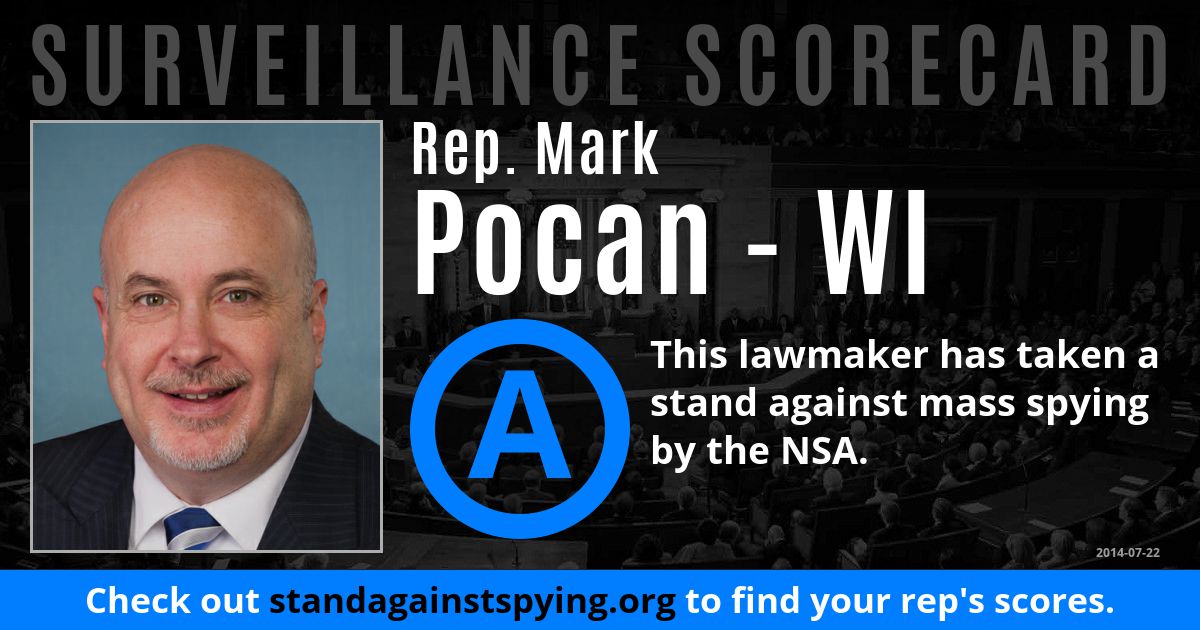 SURVEILLANCE SCORECARD
Rep. Mark
Pocan - WI
A
This lawmaker has taken a
stand against mass spying
by the NSA.
2014-07-22
Check out standagainstspying.org to find your rep's scores.